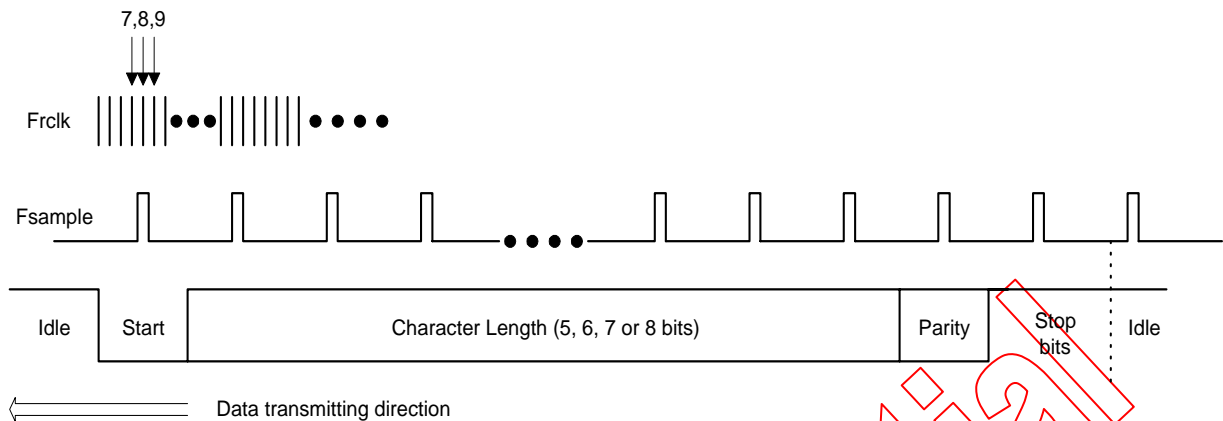 7,8,9
Frclk
Fsample
Idle
Start
Character Length (5, 6, 7 or 8 bits)
Parity
Stop
bits
Idle
Data transmitting direction